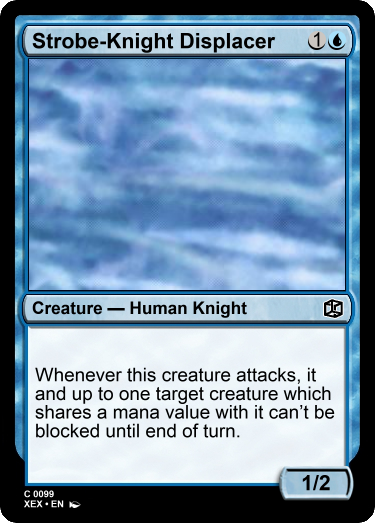 Strobe-Knight Displacer 1
Creature — Human Knight
Whenever this creature attacks, it
and up to one target creature which
shares a mana value with it can't be
blocked until end of turn.
1/2
C 0099
XEX • EN